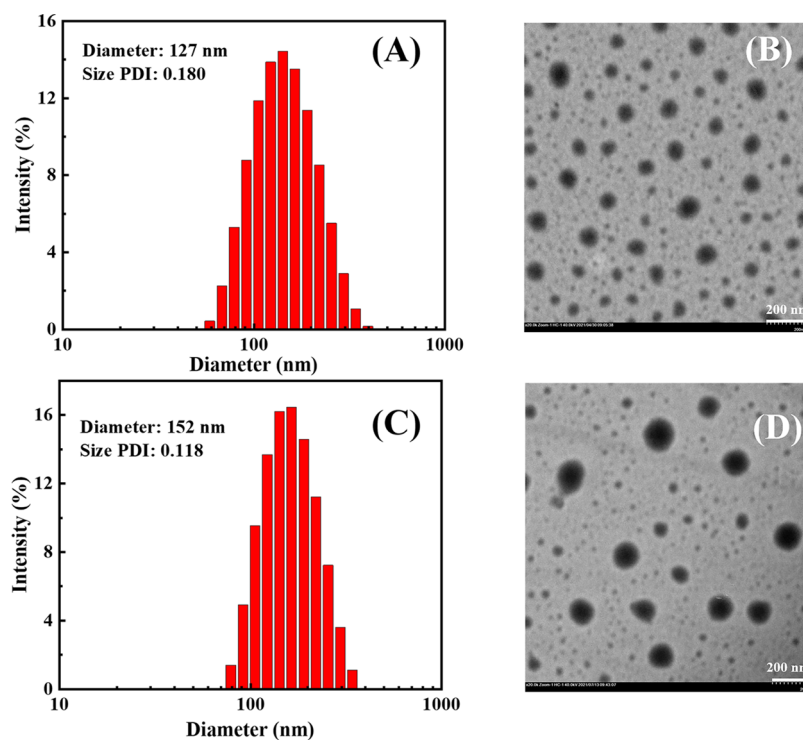 16
12
8
4
0
Intensity (%)
Diameter: 127 nm
Size PDI: 0.180
(A)
10
100
1000
Diameter (nm)
(B)
200 nm
16
12
8
4
0
Intensity (%)
Diameter: 152 nm
Size PDI: 0.118
(C)
10
100
1000
Diameter (nm)
(D)
200 nm